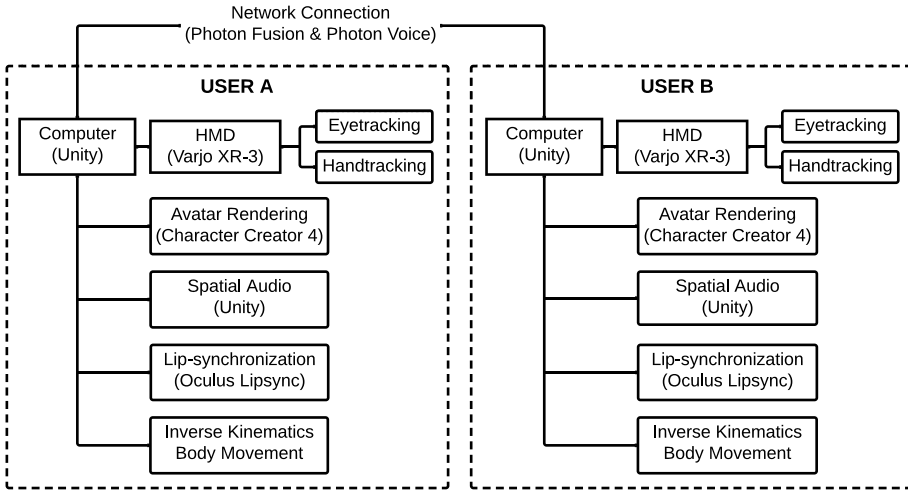 Network Connection
(Photon Fusion & Photon Voice)
USER A
Computer
(Unity)
HMD
(Varjo XR-3)
Eyetracking
Handtracking
Avatar Rendering
(Character Creator 4)
Spatial Audio
(Unity)
Lip-synchronization
(Oculus Lipsync)
Inverse Kinematics
Body Movement
USER B
Computer
(Unity)
HMD
(Varjo XR-3)
Eyetracking
Handtracking
Avatar Rendering
(Character Creator 4)
Spatial Audio
(Unity)
Lip-synchronization
(Oculus Lipsync)
Inverse Kinematics
Body Movement